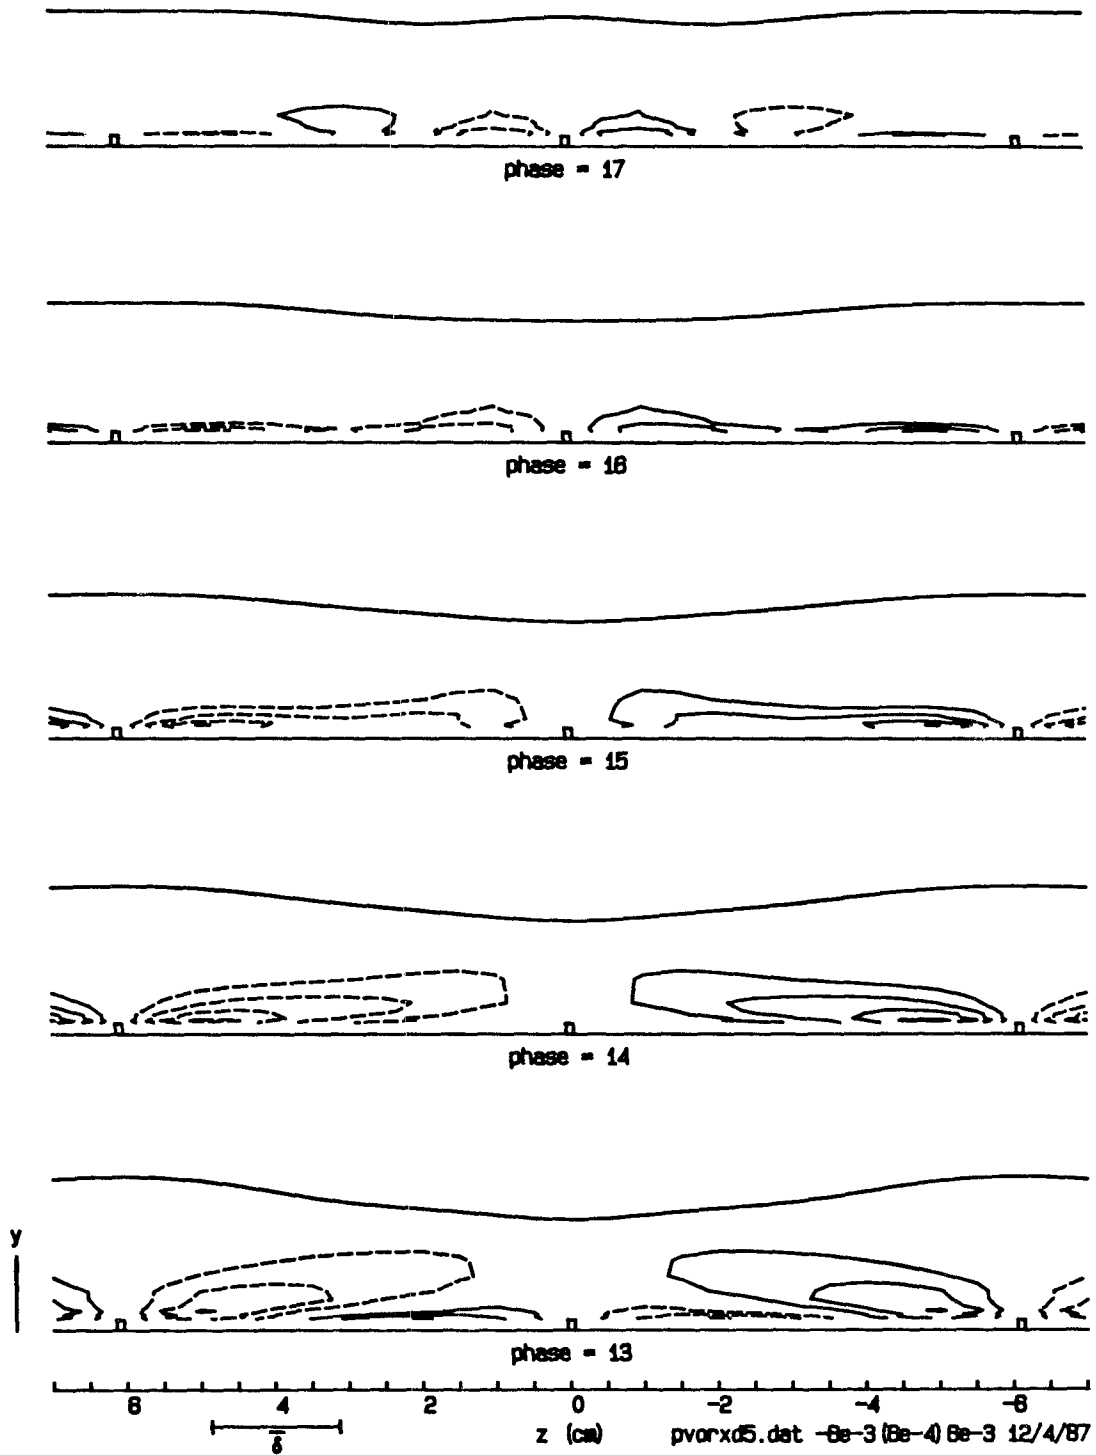 phase = 17
phase = 16
phase = 15
phase = 14
y
phase = 13
6 4 2 0 -2 -4 -6
δ̄ z (cm) pvorxd5.dat -8e-3 (8e-4) 8e-3 12/4/87